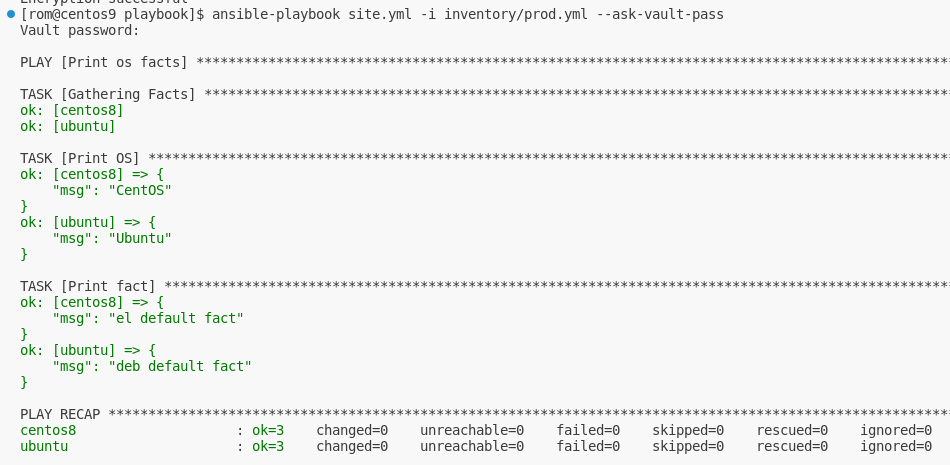 Encryption successful
[rom@centos9 playbook]$ ansible-playbook site.yml -i inventory/prod.yml --ask-vault-pass
Vault password:
PLAY [Print os facts] **********************************************************************************************
TASK [Gathering Facts] *********************************************************************************************
ok: [centos8]
ok: [ubuntu]
TASK [Print OS] ****************************************************************************************************
ok: [centos8] => {
    "msg": "CentOS"
}
ok: [ubuntu] => {
    "msg": "Ubuntu"
}
TASK [Print fact] **************************************************************************************************
ok: [centos8] => {
    "msg": "el default fact"
}
ok: [ubuntu] => {
    "msg": "deb default fact"
}
PLAY RECAP *********************************************************************************************************
centos8                    : ok=3    changed=0    unreachable=0    failed=0    skipped=0    rescued=0    ignored=0
ubuntu                     : ok=3    changed=0    unreachable=0    failed=0    skipped=0    rescued=0    ignored=0